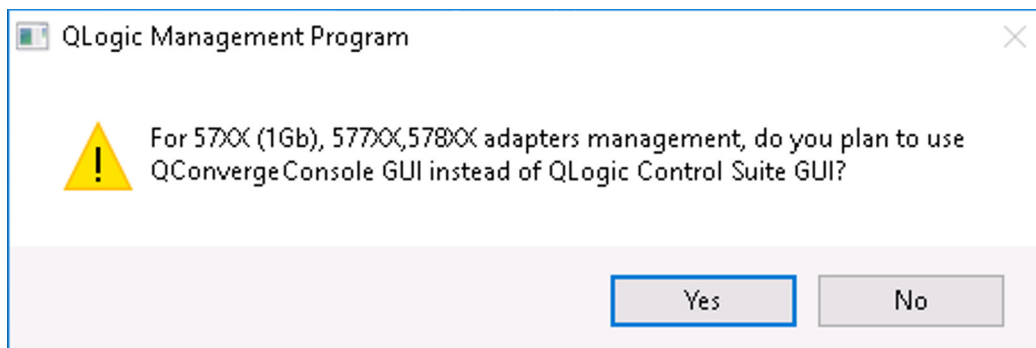 QLogic Management Program
For 57XX (1Gb), 577XX,578XX adapters management, do you plan to use
QConvergeConsole GUI instead of QLogic Control Suite GUI?
Yes No